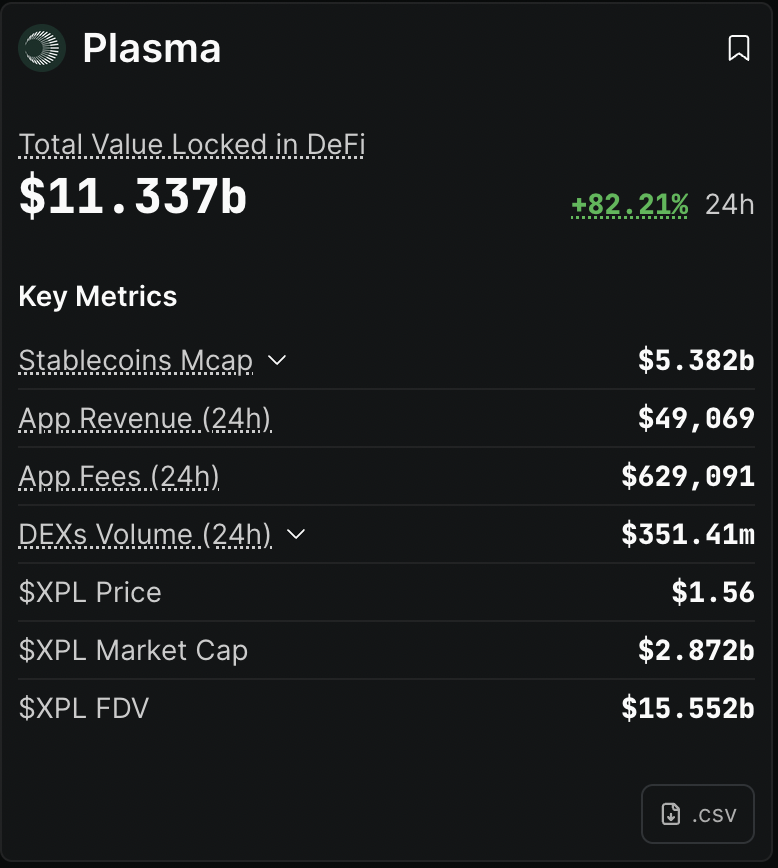 Plasma
Total Value Locked in DeFi
$11.337b +82.21% 24h
Key Metrics
Stablecoins Mcap $5.382b
App Revenue (24h) $49,069
App Fees (24h) $629,091
DEXs Volume (24h) $351.41m
$XPL Price $1.56
$XPL Market Cap $2.872b
$XPL FDV $15.552b
.csv